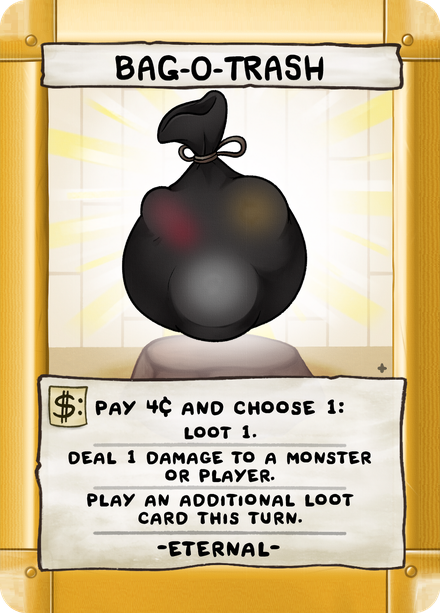 BAG-O-TRASH
$: PAY 4¢ AND CHOOSE 1:
LOOT 1.
DEAL 1 DAMAGE TO A MONSTER
OR PLAYER.
PLAY AN ADDITIONAL LOOT
CARD THIS TURN.
-ETERNAL-